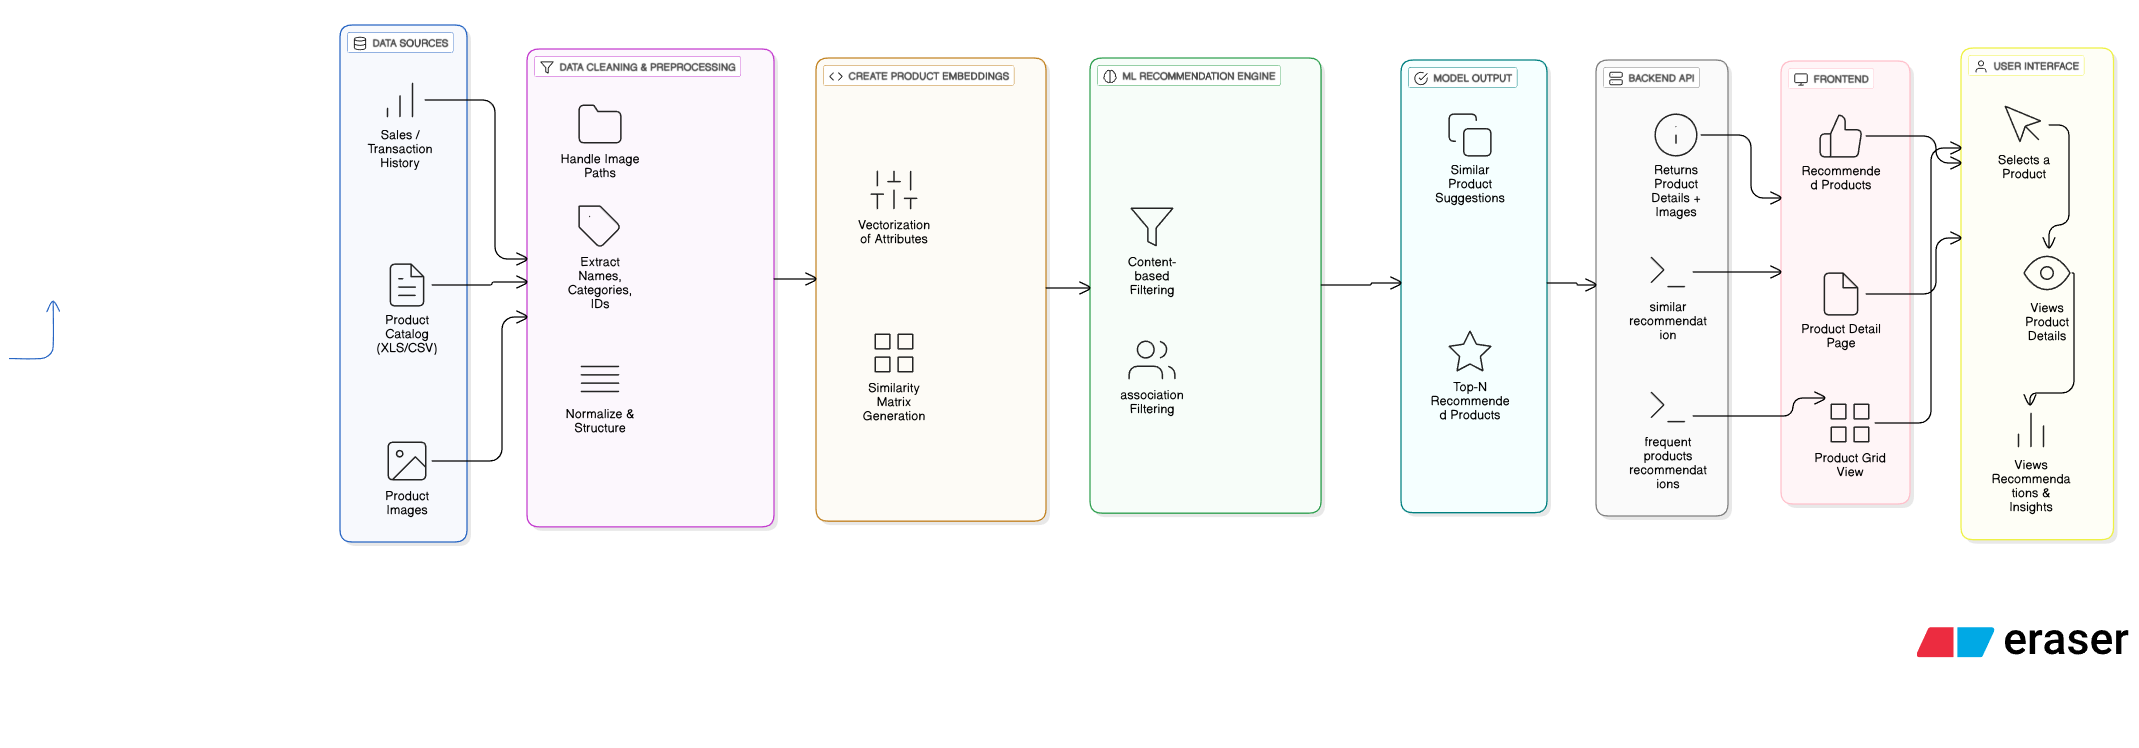 DATA SOURCES
Sales /
Transaction
History
Product
Catalog
(XLS/CSV)
Product
Images
DATA CLEANING & PREPROCESSING
Handle Image
Paths
Extract
Names,
Categories,
IDs
Normalize &
Structure
CREATE PRODUCT EMBEDDINGS
Vectorization
of Attributes
Similarity
Matrix
Generation
ML RECOMMENDATION ENGINE
Content-
based
Filtering
association
Filtering
MODEL OUTPUT
Similar
Product
Suggestions
Top-N
Recommende
d Products
BACKEND API
Returns
Product
Details +
Images
similar
recommendat
ion
frequent
products
recommendat
ions
FRONTEND
Recommende
d Products
Product Detail
Page
Product Grid
View
USER INTERFACE
Selects a
Product
Views
Product
Details
Views
Recommenda
tions &
Insights
eraser